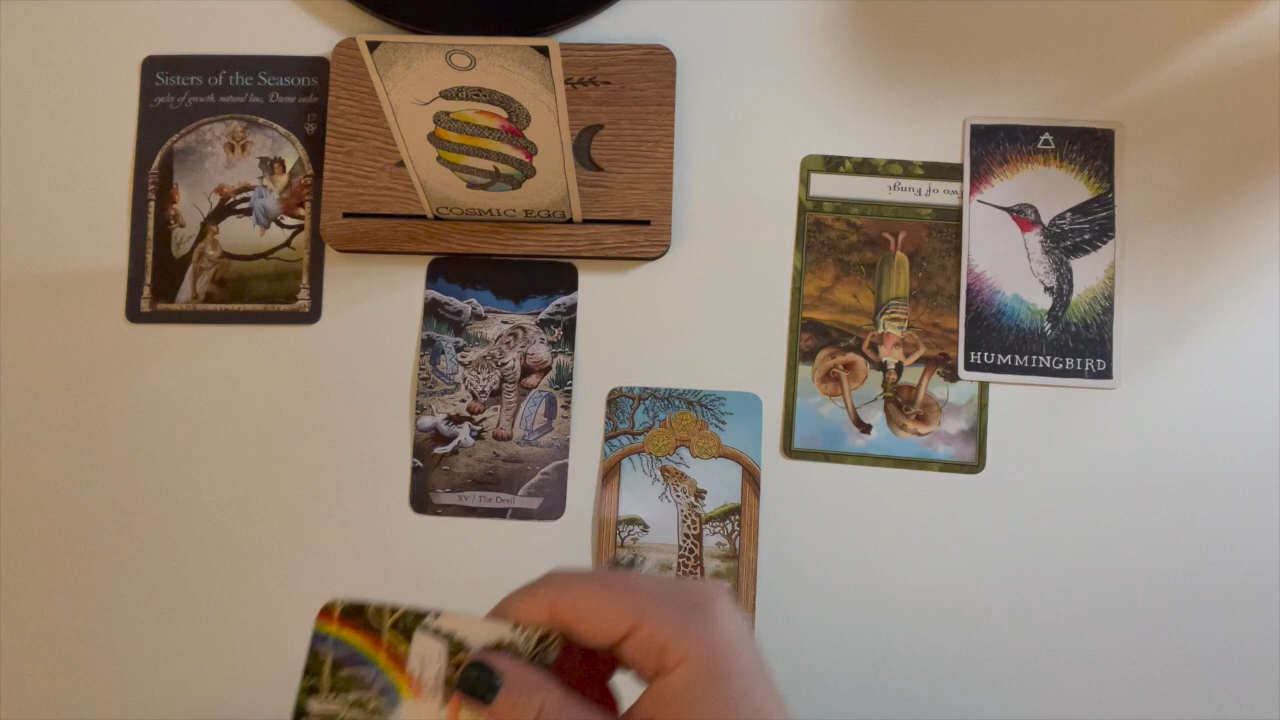 Sisters of the Seasons
cycles of growth, natural law, Divine order
17
COSMIC EGG
XV / The Devil
Two of Fungi
HUMMINGBIRD